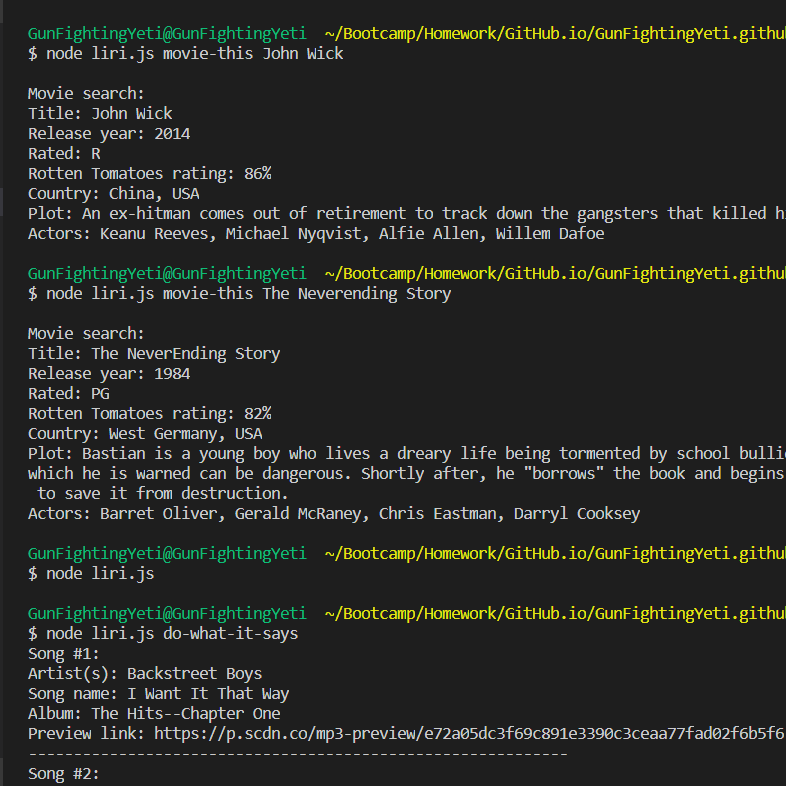 GunFightingYeti@GunFightingYeti ~/Bootcamp/Homework/GitHub.io/GunFightingYeti.githu
$ node liri.js movie-this John Wick
Movie search:
Title: John Wick
Release year: 2014
Rated: R
Rotten Tomatoes rating: 86%
Country: China, USA
Plot: An ex-hitman comes out of retirement to track down the gangsters that killed
Actors: Keanu Reeves, Michael Nyqvist, Alfie Allen, Willem Dafoe
GunFightingYeti@GunFightingYeti ~/Bootcamp/Homework/GitHub.io/GunFightingYeti.githu
$ node liri.js movie-this The Neverending Story
Movie search:
Title: The NeverEnding Story
Release year: 1984
Rated: PG
Rotten Tomatoes rating: 82%
Country: West Germany, USA
Plot: Bastian is a young boy who lives a dreary life being tormented by school bulli
which he is warned can be dangerous. Shortly after, he "borrows" the book and begins
to save it from destruction.
Actors: Barret Oliver, Gerald McRaney, Chris Eastman, Darryl Cooksey
GunFightingYeti@GunFightingYeti ~/Bootcamp/Homework/GitHub.io/GunFightingYeti.githu
$ node liri.js
GunFightingYeti@GunFightingYeti ~/Bootcamp/Homework/GitHub.io/GunFightingYeti.githu
$ node liri.js do-what-it-says
Song #1:
Artist(s): Backstreet Boys
Song name: I Want It That Way
Album: The Hits--Chapter One
Preview link: https://p.scdn.co/mp3-preview/e72a05dc3f69c891e3390c3ceaa77fad02f6b5f6
------------------------------------------------------------
Song #2: